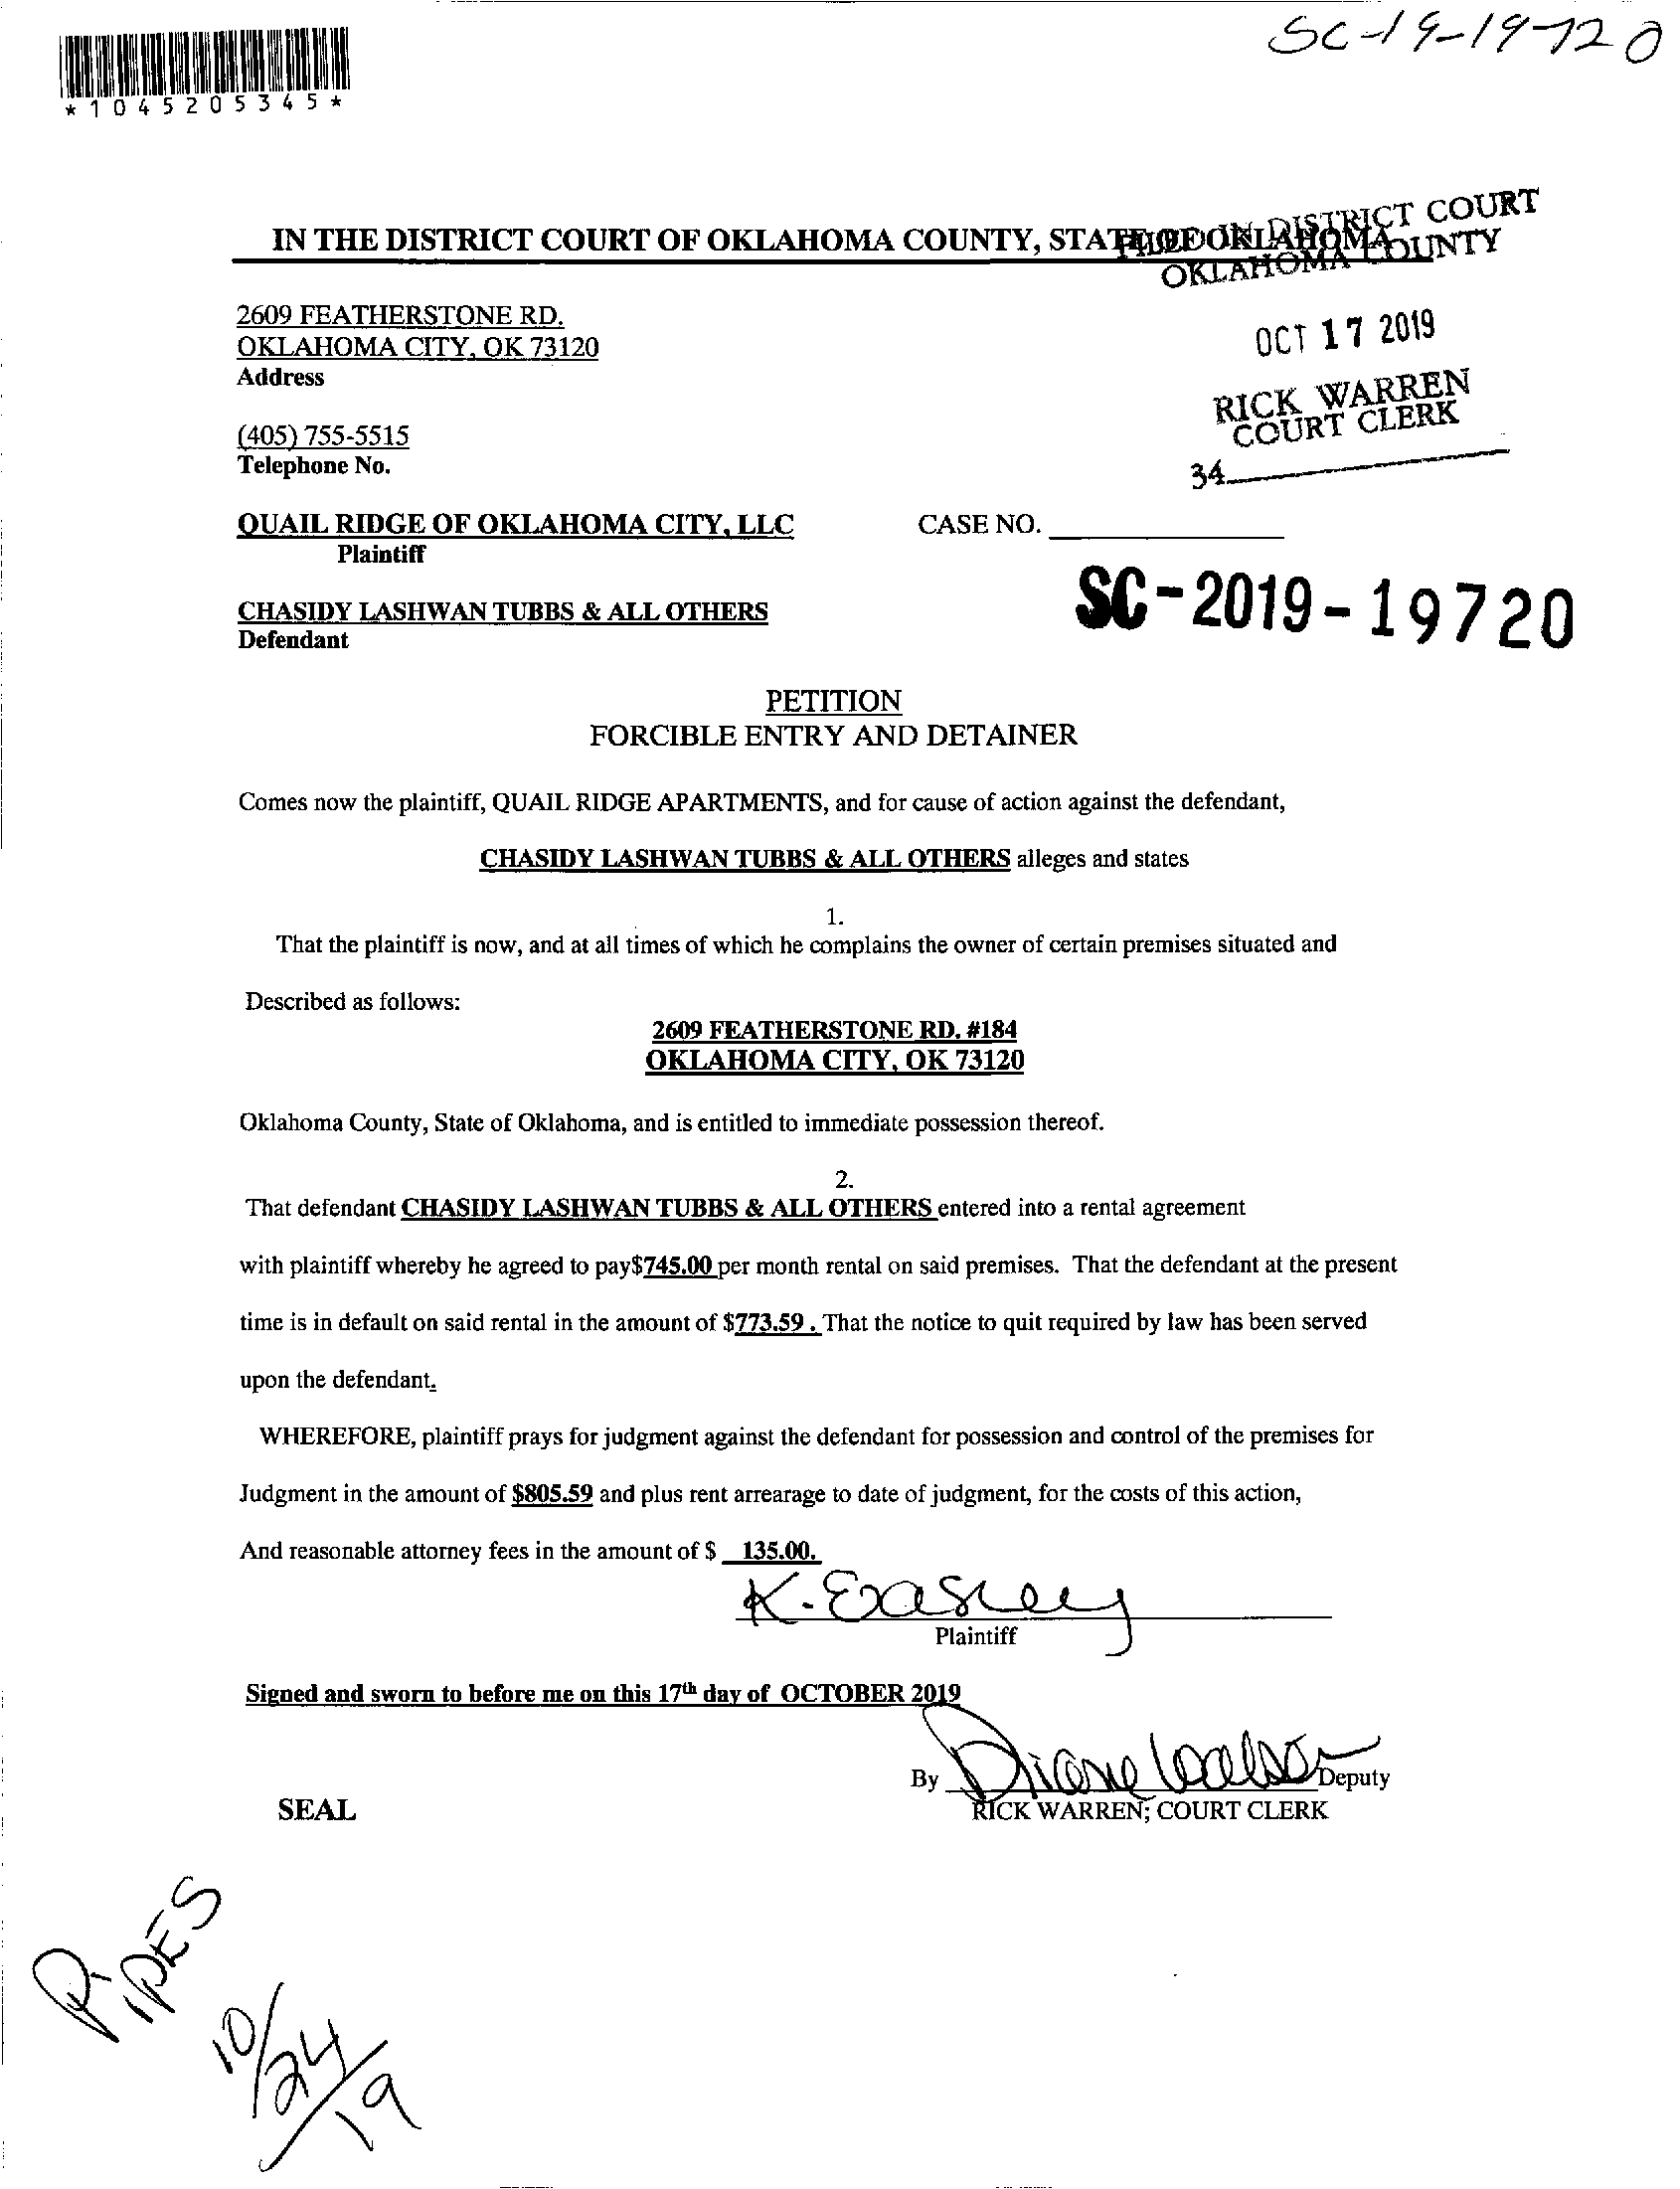 SC-19-19720
*1045205345*
IN THE DISTRICT COURT OF OKLAHOMA COUNTY, STATE OF OKLAHOMA
FILED IN DISTRICT COURT
OKLAHOMA COUNTY
OCT 17 2019
RICK WARREN
COURT CLERK
34
2609 FEATHERSTONE RD.
OKLAHOMA CITY, OK 73120
Address
(405) 755-5515
Telephone No.
QUAIL RIDGE OF OKLAHOMA CITY, LLC CASE NO.
Plaintiff
SC-2019-19720
CHASIDY LASHWAN TUBBS & ALL OTHERS
Defendant
PETITION
FORCIBLE ENTRY AND DETAINER
Comes now the plaintiff, QUAIL RIDGE APARTMENTS, and for cause of action against the defendant,
CHASIDY LASHWAN TUBBS & ALL OTHERS alleges and states
1.
That the plaintiff is now, and at all times of which he complains the owner of certain premises situated and
Described as follows:
2609 FEATHERSTONE RD. #184
OKLAHOMA CITY, OK 73120
Oklahoma County, State of Oklahoma, and is entitled to immediate possession thereof.
2.
That defendant CHASIDY LASHWAN TUBBS & ALL OTHERS entered into a rental agreement
with plaintiff whereby he agreed to pay$745.00 per month rental on said premises. That the defendant at the present
time is in default on said rental in the amount of $773.59 . That the notice to quit required by law has been served
upon the defendant.
WHEREFORE, plaintiff prays for judgment against the defendant for possession and control of the premises for
Judgment in the amount of $805.59 and plus rent arrearage to date of judgment, for the costs of this action,
And reasonable attorney fees in the amount of $ 135.00.
K. Easley
Plaintiff
Signed and sworn to before me on this 17th day of OCTOBER 2019
By Diane Deputy
SEAL
RICK WARREN; COURT CLERK
PIPES
10/24/19